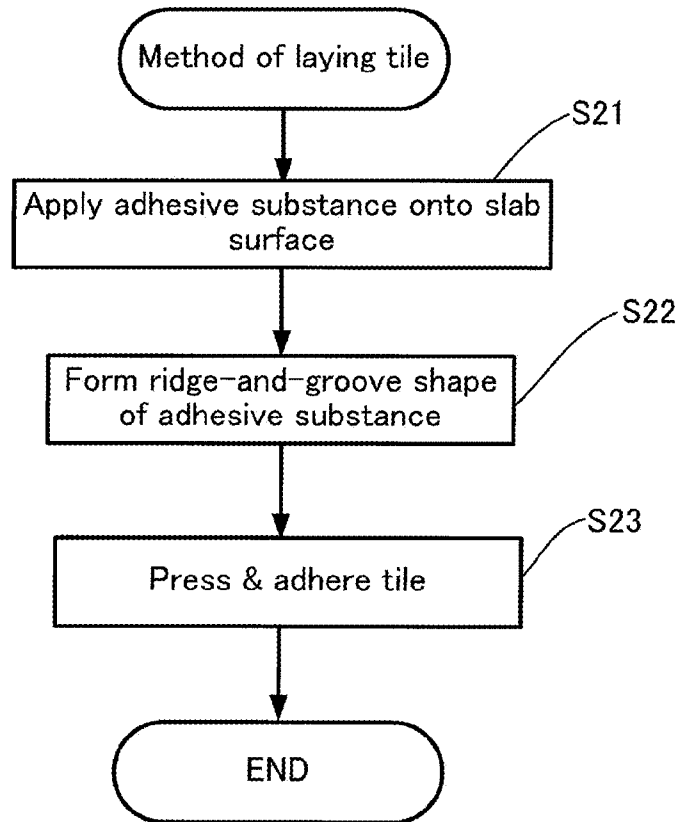 Method of laying tile
S21
Apply adhesive substance onto slab
surface
S22
Form ridge-and-groove shape
of adhesive substance
S23
Press & adhere tile
END